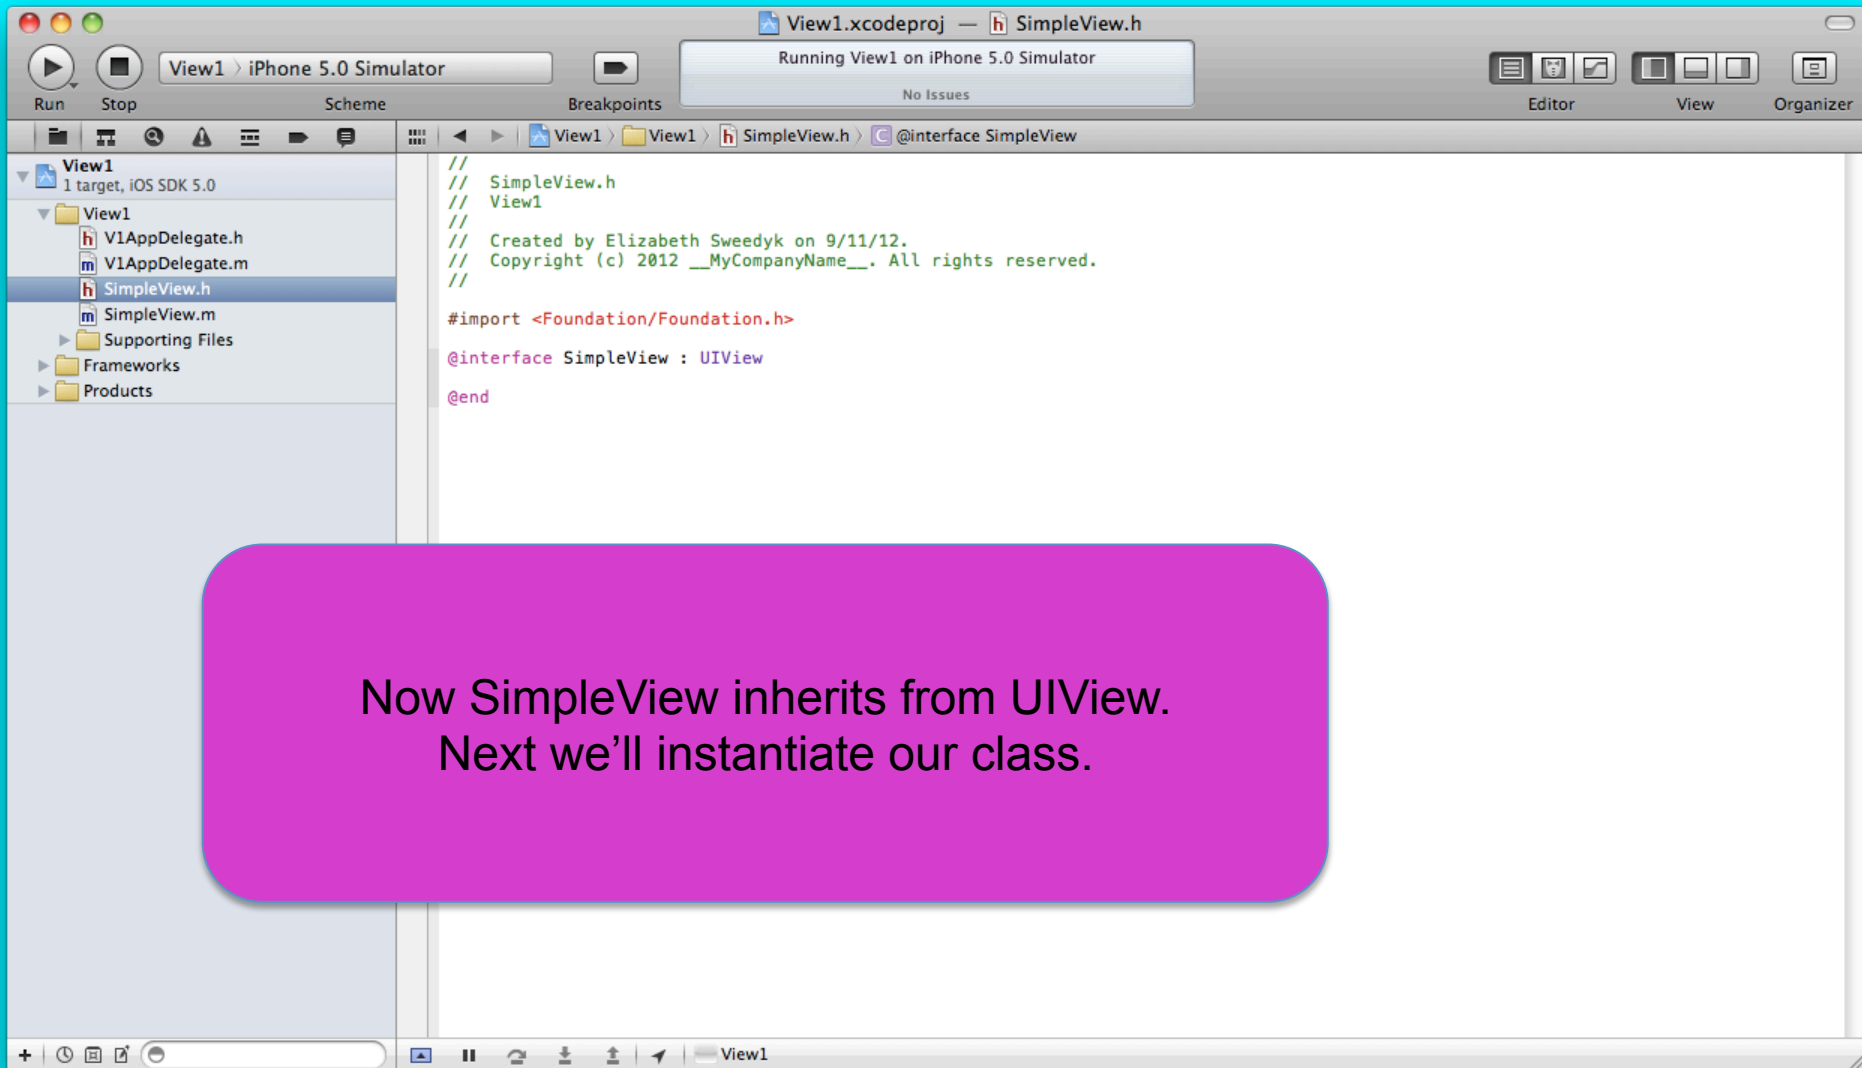 View1.xcodeproj — h SimpleView.h
View1 › iPhone 5.0 Simulator
Running View1 on iPhone 5.0 Simulator
No Issues
Run Stop Scheme Breakpoints Editor View Organizer
View1 › View1 › h SimpleView.h › C @interface SimpleView
View1
1 target, iOS SDK 5.0
View1
h V1AppDelegate.h
m V1AppDelegate.m
h SimpleView.h
m SimpleView.m
Supporting Files
Frameworks
Products
//
// SimpleView.h
// View1
//
// Created by Elizabeth Sweedyk on 9/11/12.
// Copyright (c) 2012 __MyCompanyName__. All rights reserved.
//
#import <Foundation/Foundation.h>
@interface SimpleView : UIView
@end
Now SimpleView inherits from UIView.
Next we’ll instantiate our class.
View1